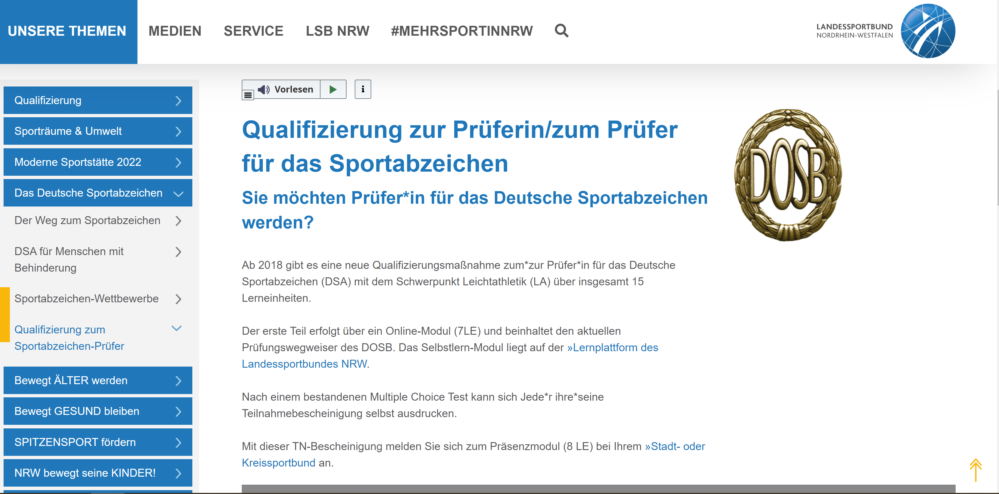 UNSERE THEMEN
MEDIEN
SERVICE
LSB NRW
#MEHRSPORTINNRW
LANDESSPORTBUND
NORDRHEIN-WESTFALEN
Qualifizierung
Sporträume & Umwelt
Moderne Sportstätte 2022
Das Deutsche Sportabzeichen
Der Weg zum Sportabzeichen
DSA für Menschen mit
Behinderung
Sportabzeichen-Wettbewerbe
Qualifizierung zum
Sportabzeichen-Prüfer
Bewegt ÄLTER werden
Bewegt GESUND bleiben
SPITZENSPORT fördern
NRW bewegt seine KINDER!
Vorlesen
i
Qualifizierung zur Prüferin/zum Prüfer
für das Sportabzeichen
Sie möchten Prüfer*in für das Deutsche Sportabzeichen
werden?
DOSB
Ab 2018 gibt es eine neue Qualifizierungsmaßnahme zum*zur Prüfer*in für das Deutsche
Sportabzeichen (DSA) mit dem Schwerpunkt Leichtathletik (LA) über insgesamt 15
Lerneinheiten.
Der erste Teil erfolgt über ein Online-Modul (7LE) und beinhaltet den aktuellen
Prüfungswegweiser des DOSB. Das Selbstlern-Modul liegt auf der »Lernplattform des
Landessportbundes NRW.
Nach einem bestandenen Multiple Choice Test kann sich Jede*r ihre*seine
Teilnahmebescheinigung selbst ausdrucken.
Mit dieser TN-Bescheinigung melden Sie sich zum Präsenzmodul (8 LE) bei Ihrem »Stadt- oder
Kreissportbund an.